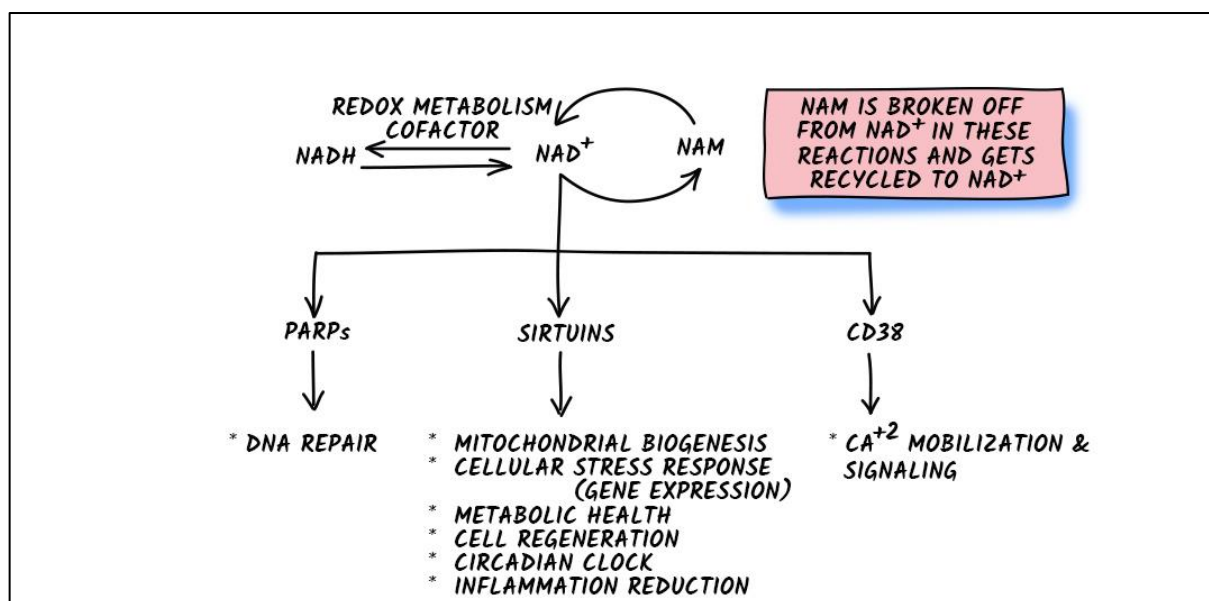 REDOX METABOLISM
COFACTOR
NADH
NAD+
NAM
NAM IS BROKEN OFF
FROM NAD+ IN THESE
REACTIONS AND GETS
RECYCLED TO NAD+
PARPs
SIRTUINS
CD38
* DNA REPAIR
* MITOCHONDRIAL BIOGENESIS
* CELLULAR STRESS RESPONSE
(GENE EXPRESSION)
* METABOLIC HEALTH
* CELL REGENERATION
* CIRCADIAN CLOCK
* INFLAMMATION REDUCTION
* CA+2 MOBILIZATION &
SIGNALING